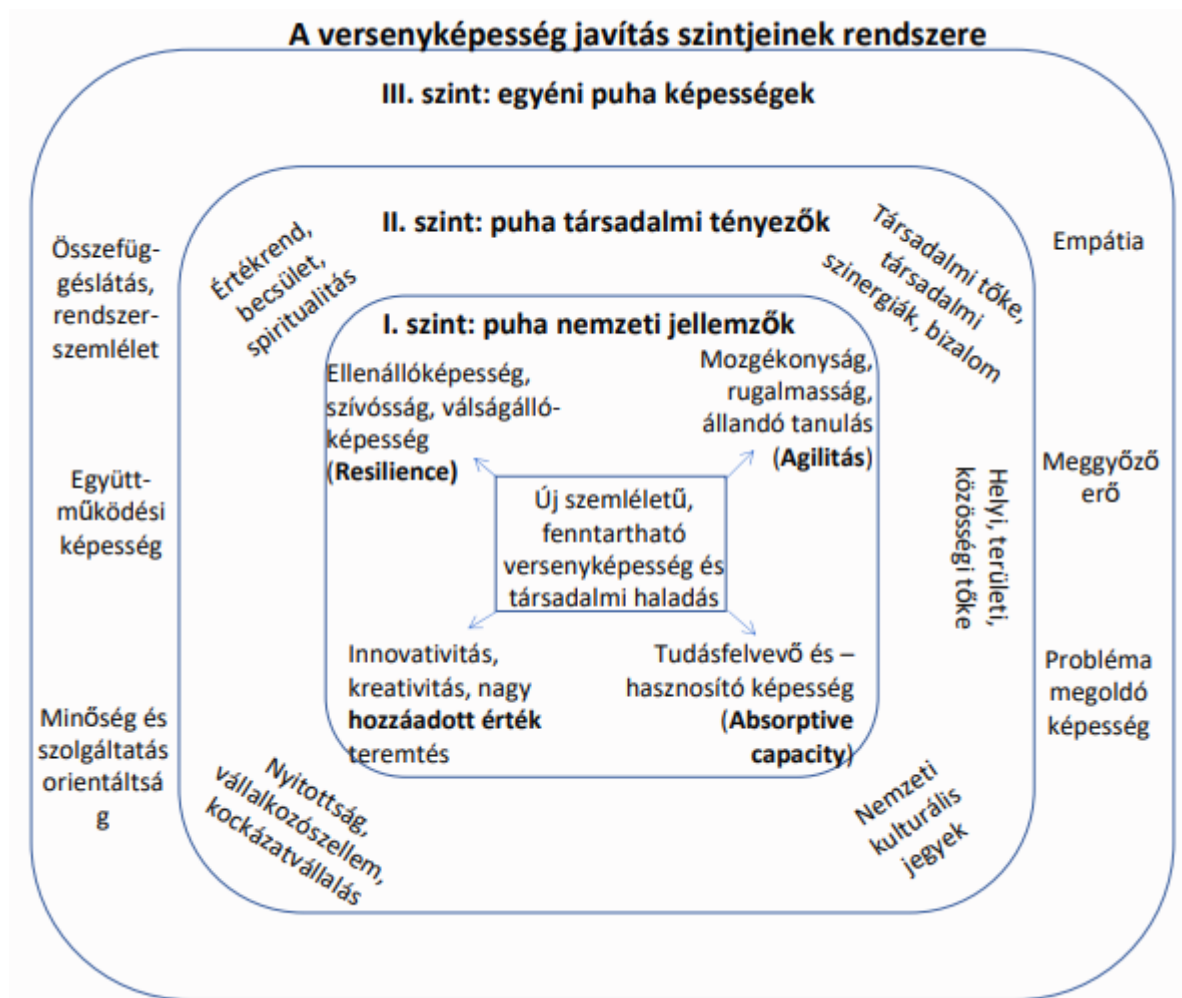 A versenyképesség javítás szintjeinek rendszere
III. szint: egyéni puha képességek
II. szint: puha társadalmi tényezők
I. szint: puha nemzeti jellemzők
Összefüg-
géslátás,
rendszer-
szemlélet
Együtt-
működési
képesség
Minőség és
szolgáltatás
orientáltsá
g
Értékrend,
becsület,
spiritualitás
Nyitottság,
vállalkozószellem,
kockázatvállalás
Ellenállóképesség,
szívósság, válságálló-
képesség
(Resilience)
Mozgékonyság,
rugalmasság,
állandó tanulás
(Agilitás)
Új szemléletű,
fenntartható
versenyképesség és
társadalmi haladás
Innovativitás,
kreativitás, nagy
hozzáadott érték
teremtés
Tudásfelvevő és –
hasznosító képesség
(Absorptive
capacity)
Társadalmi tőke,
társadalmi
szinergiák, bizalom
Helyi, területi,
közösségi tőke
Nemzeti
kulturális
jegyek
Empátia
Meggyőző
erő
Probléma
megoldó
képesség